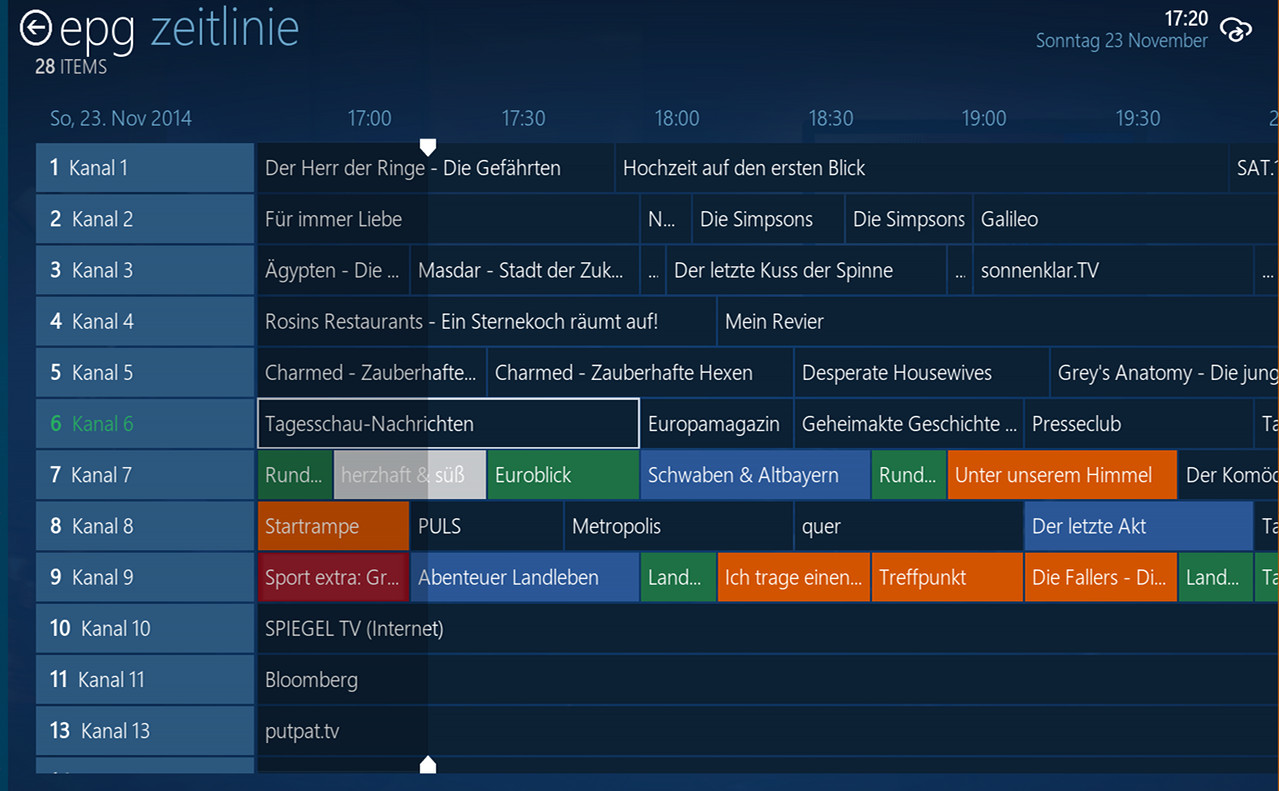 epg zeitlinie
28 ITEMS
17:20
Sonntag 23 November
So, 23. Nov 2014 17:00 17:30 18:00 18:30 19:00 19:30 2
1 Kanal 1 Der Herr der Ringe - Die Gefährten Hochzeit auf den ersten Blick SAT.1
2 Kanal 2 Für immer Liebe N... Die Simpsons Die Simpsons Galileo
3 Kanal 3 Ägypten - Die ... Masdar - Stadt der Zuk... ... Der letzte Kuss der Spinne ... sonnenklar.TV ...
4 Kanal 4 Rosins Restaurants - Ein Sternekoch räumt auf! Mein Revier
5 Kanal 5 Charmed - Zauberhafte... Charmed - Zauberhafte Hexen Desperate Housewives Grey's Anatomy - Die jung
6 Kanal 6 Tagesschau-Nachrichten Europamagazin Geheimakte Geschichte ... Presseclub Ta
7 Kanal 7 Rund... herzhaft & süß Euroblick Schwaben & Altbayern Rund... Unter unserem Himmel Der Komöd
8 Kanal 8 Startrampe PULS Metropolis quer Der letzte Akt Ta
9 Kanal 9 Sport extra: Gr... Abenteuer Landleben Land... Ich trage einen... Treffpunkt Die Fallers - Di... Land... Ta
10 Kanal 10 SPIEGEL TV (Internet)
11 Kanal 11 Bloomberg
13 Kanal 13 putpat.tv